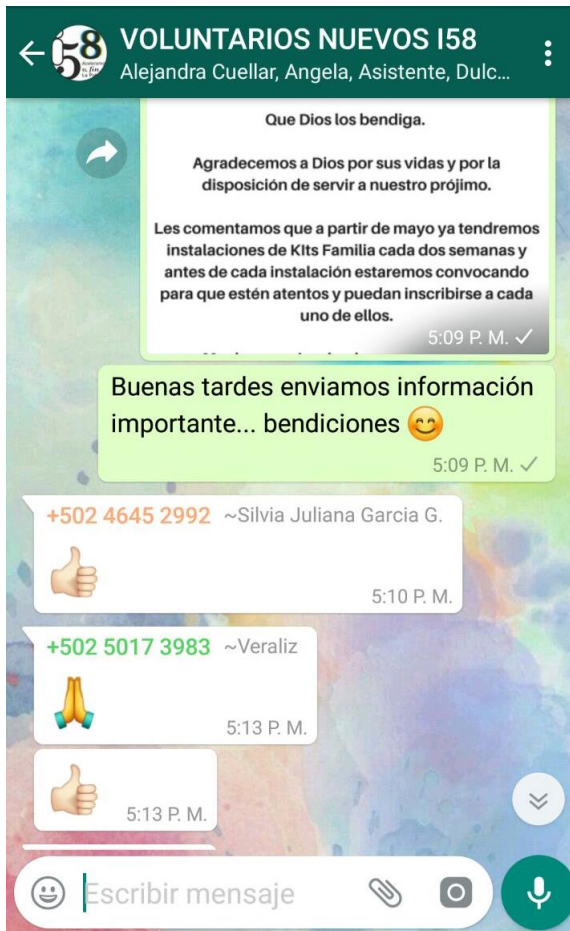 VOLUNTARIOS NUEVOS I58
Alejandra Cuellar, Angela, Asistente, Dulc...
Que Dios los bendiga.
Agradecemos a Dios por sus vidas y por la
disposición de servir a nuestro prójimo.
Les comentamos que a partir de mayo ya tendremos
instalaciones de KIts Familia cada dos semanas y
antes de cada instalación estaremos convocando
para que estén atentos y puedan inscribirse a cada
uno de ellos.
5:09 P. M.
Buenas tardes enviamos información
importante... bendiciones 😊
5:09 P. M.
+502 4645 2992 ~Silvia Juliana Garcia G.
👍🏻
5:10 P. M.
+502 5017 3983 ~Veraliz
🙏
5:13 P. M.
👍🏻
5:13 P. M.
Escribir mensaje